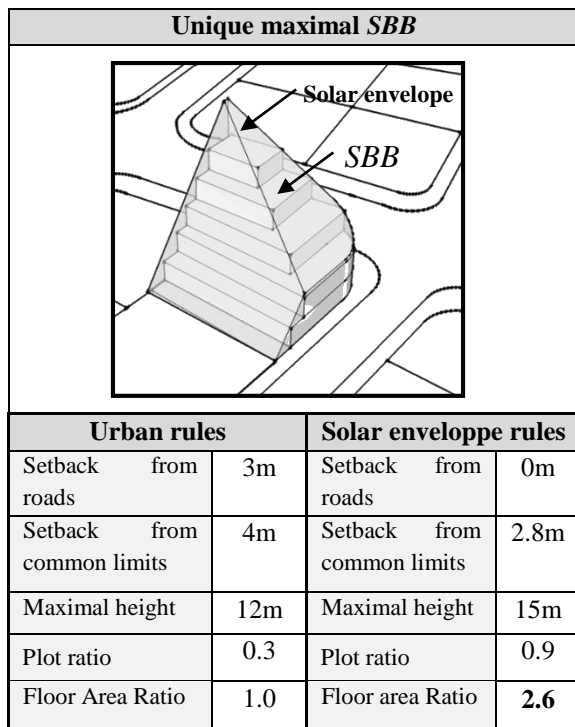 Unique maximal SBB
Solar envelope
SBB
Urban rules
Solar enveloppe rules
Setback from roads
3m
Setback from roads
0m
Setback from common limits
4m
Setback from common limits
2.8m
Maximal height
12m
Maximal height
15m
Plot ratio
0.3
Plot ratio
0.9
Floor Area Ratio
1.0
Floor area Ratio
2.6